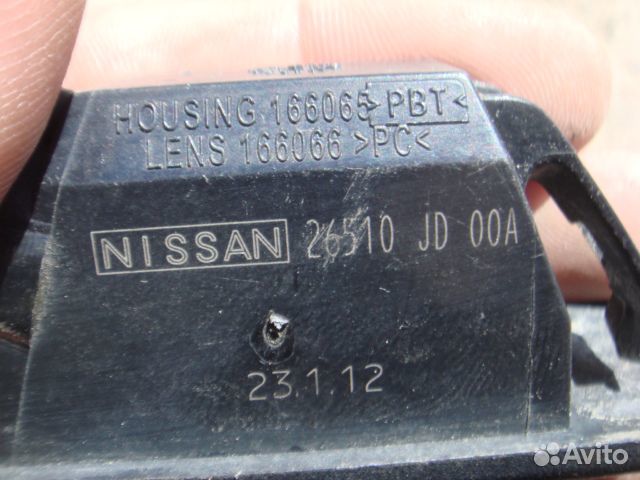 HOUSING 166065 >PBT<
LENS 166066 >PC<
NISSAN 26510 JD 00A
23.1.12
Avito